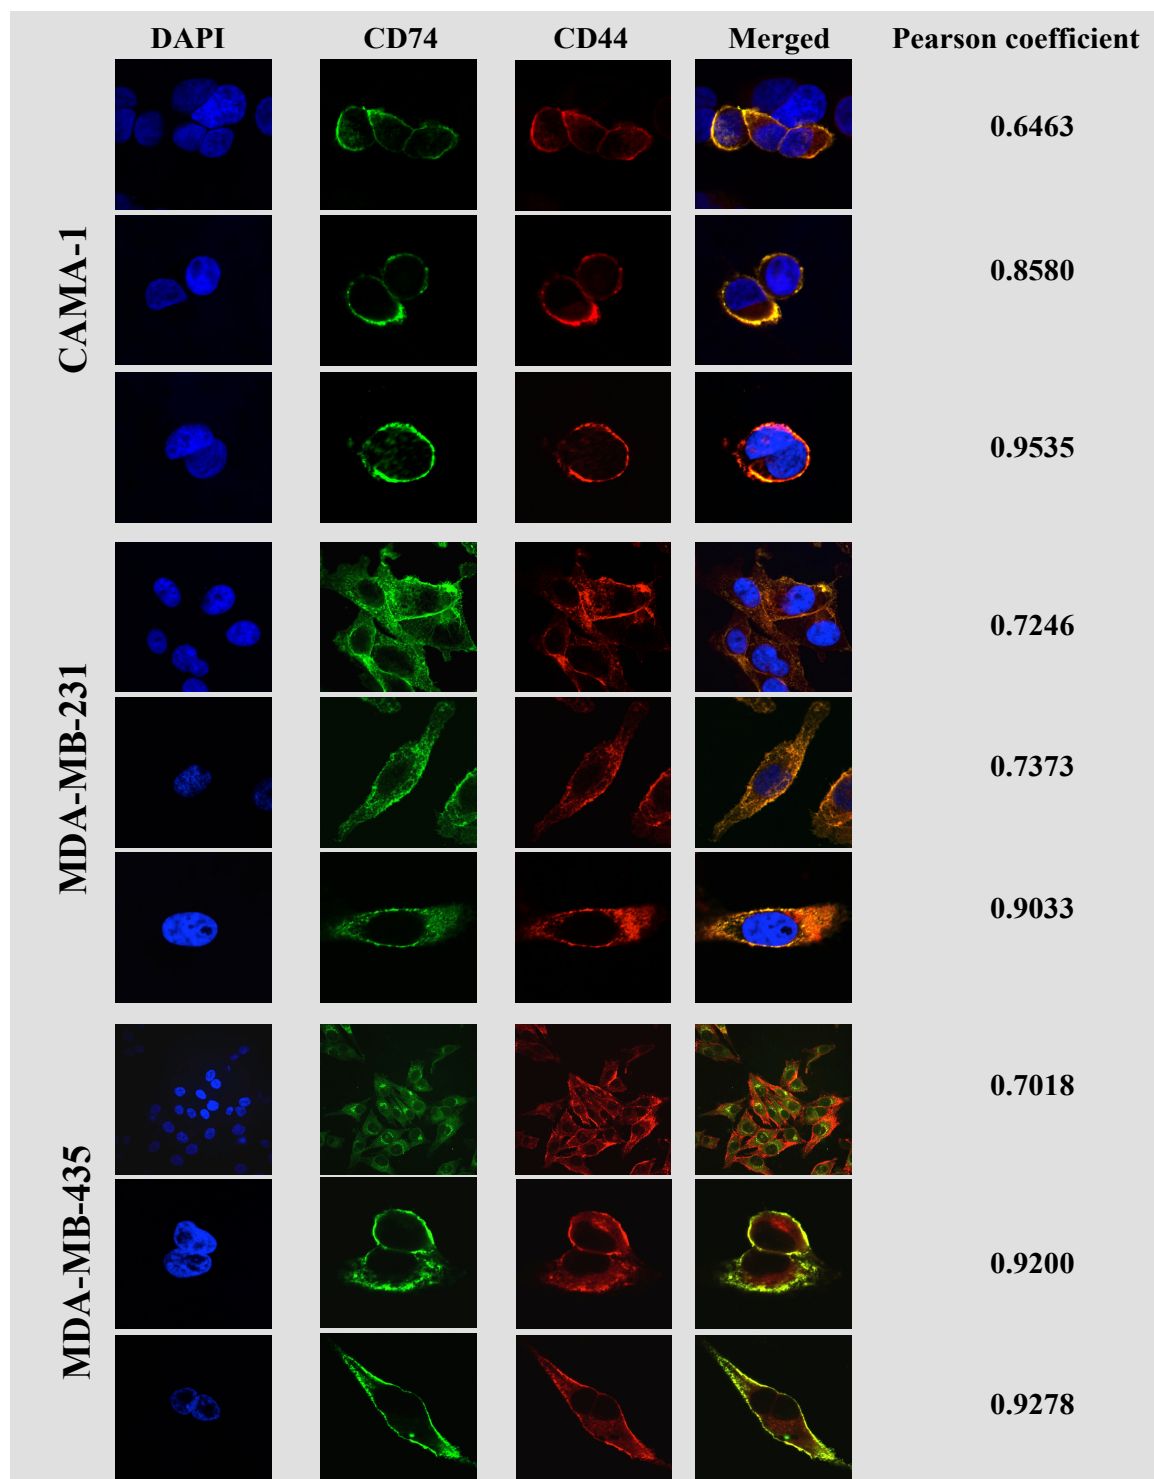 DAPI CD74 CD44 Merged Pearson coefficient
CAMA-1
0.6463
0.8580
0.9535
MDA-MB-231
0.7246
0.7373
0.9033
MDA-MB-435
0.7018
0.9200
0.9278